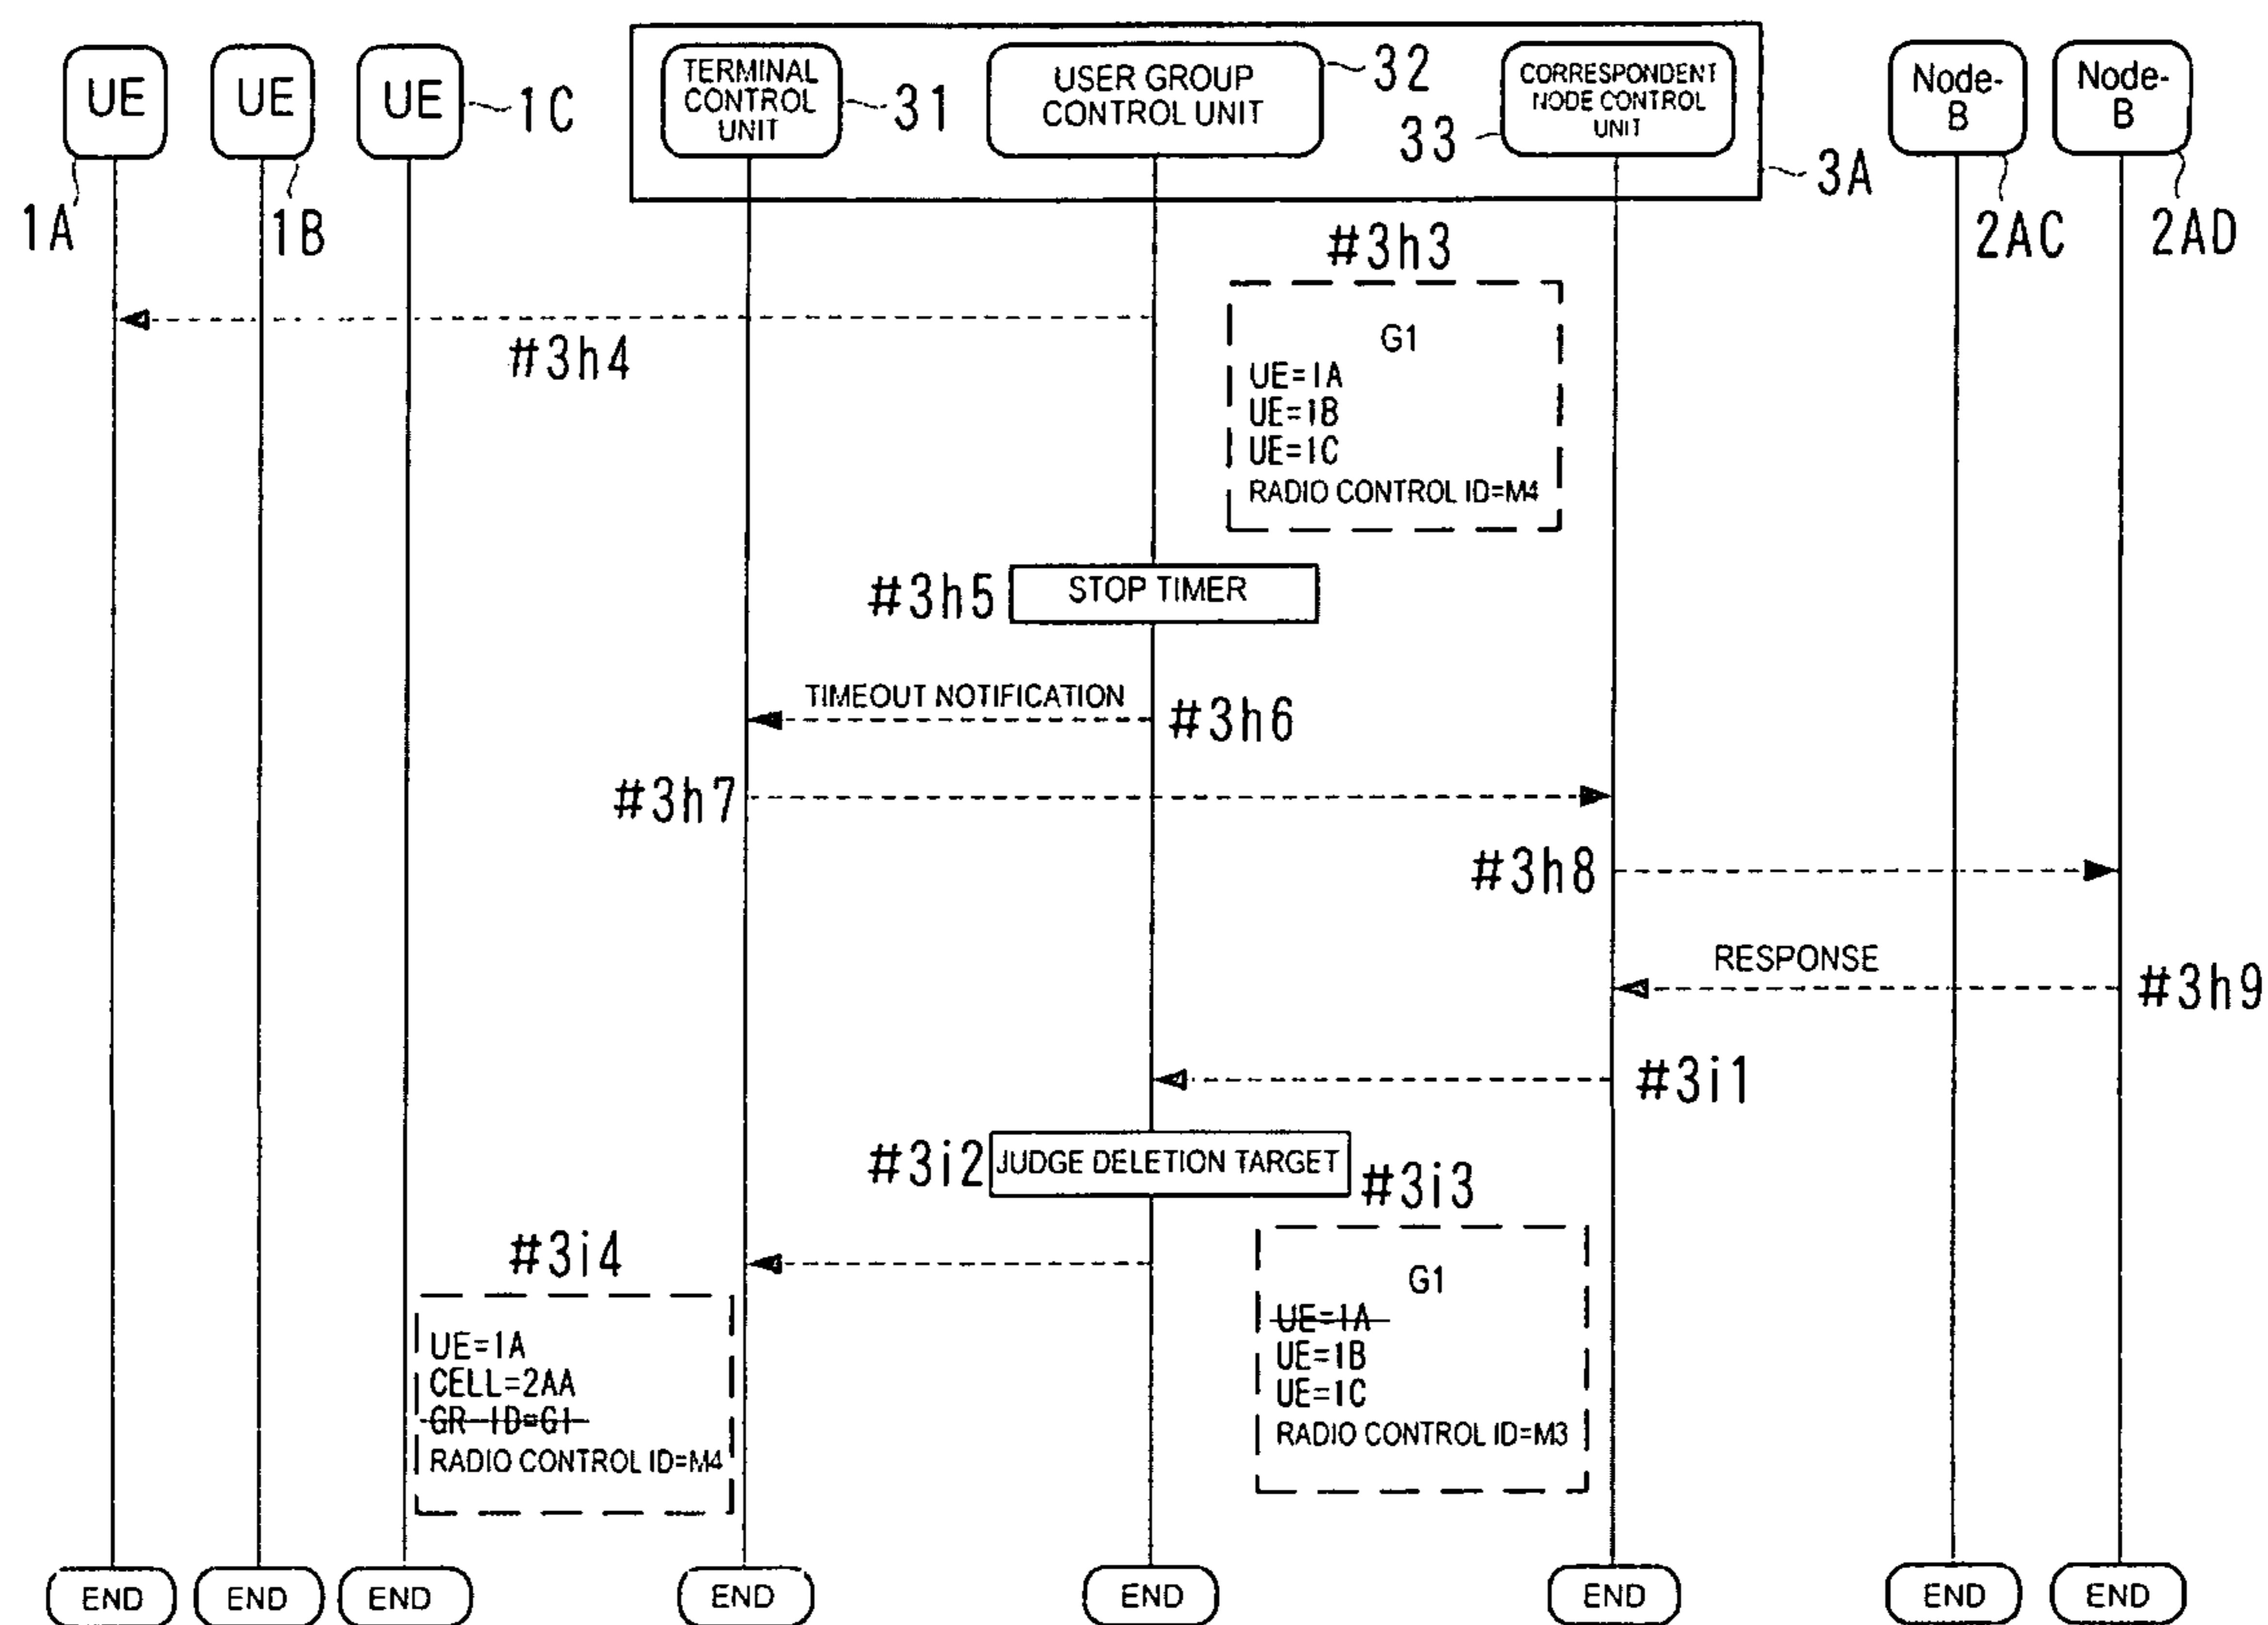 UE
UE
UE
1A
1B
1C
TERMINAL
CONTROL
UNIT
31
USER GROUP
CONTROL UNIT
32
33
CORRESPONDENT
NODE CONTROL
UNIT
3A
Node-
B
2AC
Node-
B
2AD
#3h3
G1
UE=1A
UE=1B
UE=1C
RADIO CONTROL ID=M4
#3h4
#3h5
STOP TIMER
TIMEOUT NOTIFICATION
#3h6
#3h7
#3h8
RESPONSE
#3h9
#3i1
#3i2
JUDGE DELETION TARGET
#3i3
G1
UE=1A
UE=1B
UE=1C
RADIO CONTROL ID=M3
#3i4
UE=1A
CELL=2AA
GR-ID=G1
RADIO CONTROL ID=M4
END
END
END
END
END
END
END
END